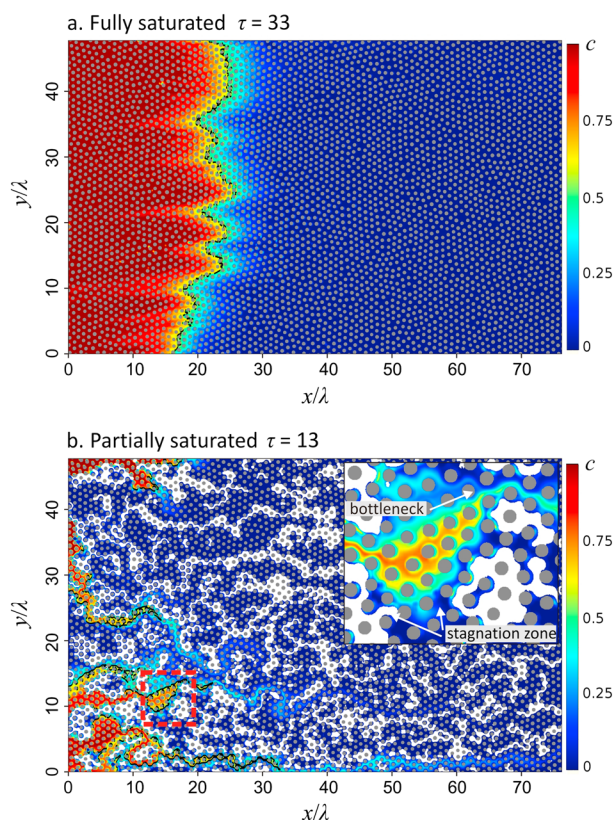 a. Fully saturated τ = 33
c
40
30
20
10
0
y/λ
1
0.75
0.5
0.25
0
0 10 20 30 40 50 60 70
x/λ
b. Partially saturated τ = 13
c
40
30
20
10
0
y/λ
bottleneck
stagnation zone
0.75
0.5
0.25
0
0 10 20 30 40 50 60 70
x/λ